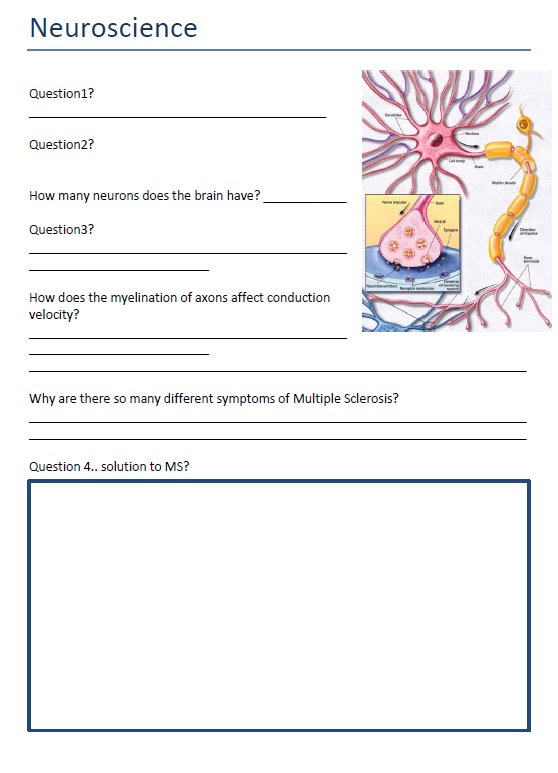 Neuroscience
Question1?
Question2?
How many neurons does the brain have?
Question3?
How does the myelination of axons affect conduction
velocity?
Why are there so many different symptoms of Multiple Sclerosis?
Question 4.. solution to MS?
Dendrites
Nucleus
Cell body
Axon
Myelin sheath
Direction
of impulse
Axon
terminals
Nerve impulse
Axon
Vesicle
Synapse
Neurotransmitters
Receptor molecules
Dendrite
of receiving
neuron